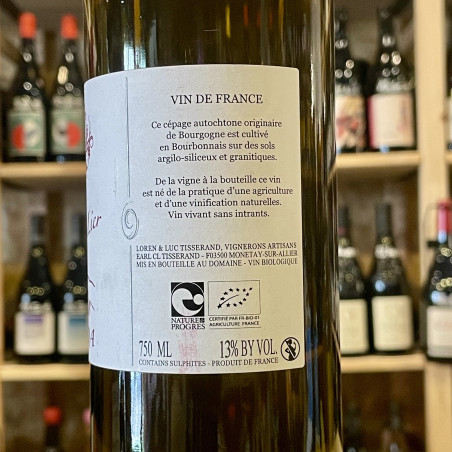 VIN DE FRANCE
Ce cépage autochtone originaire
de Bourgogne est cultivé
en Bourbonnais sur des sols
argilo-siliceux et granitiques.
De la vigne à la bouteille ce vin
est né de la pratique d'une agriculture
et d'une vinification naturelles.
Vin vivant sans intrants.
LOREN & LUC TISSERAND, VIGNERONS ARTISANS
EARL CL TISSERAND - F03500 MONETAY-SUR-ALLIER
MIS EN BOUTEILLE AU DOMAINE - VIN BIOLOGIQUE
NATURE &
PROGRES
CERTIFIÉ PAR FR-BIO-01
AGRICULTURE FRANCE
750 ML 13% BY VOL.
CONTAINS SULPHITES - PRODUIT DE FRANCE